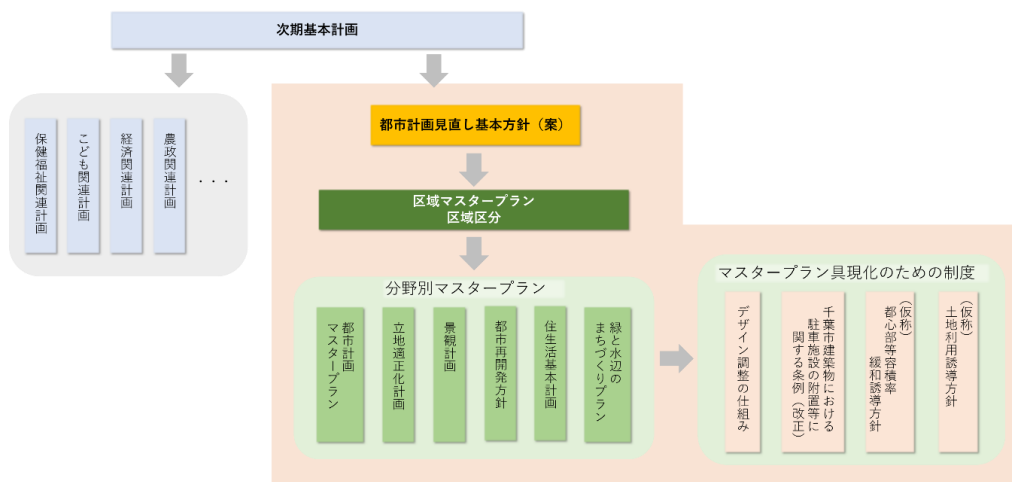 次期基本計画
保健福祉関連計画
こども関連計画
経済関連計画
農政関連計画
・・・
都市計画見直し基本方針（案）
区域マスタープラン
区域区分
分野別マスタープラン
都市計画
マスタープラン
立地適正化計画
景観計画
都市再開発方針
住生活基本計画
緑と水辺の
まちづくりプラン
マスタープラン具現化のための制度
デザイン調整の仕組み
千葉市建築物における
駐車施設の附置等に
関する条例（改正）
（仮称）
都心部等容積率
緩和誘導方針
（仮称）
土地利用誘導方針